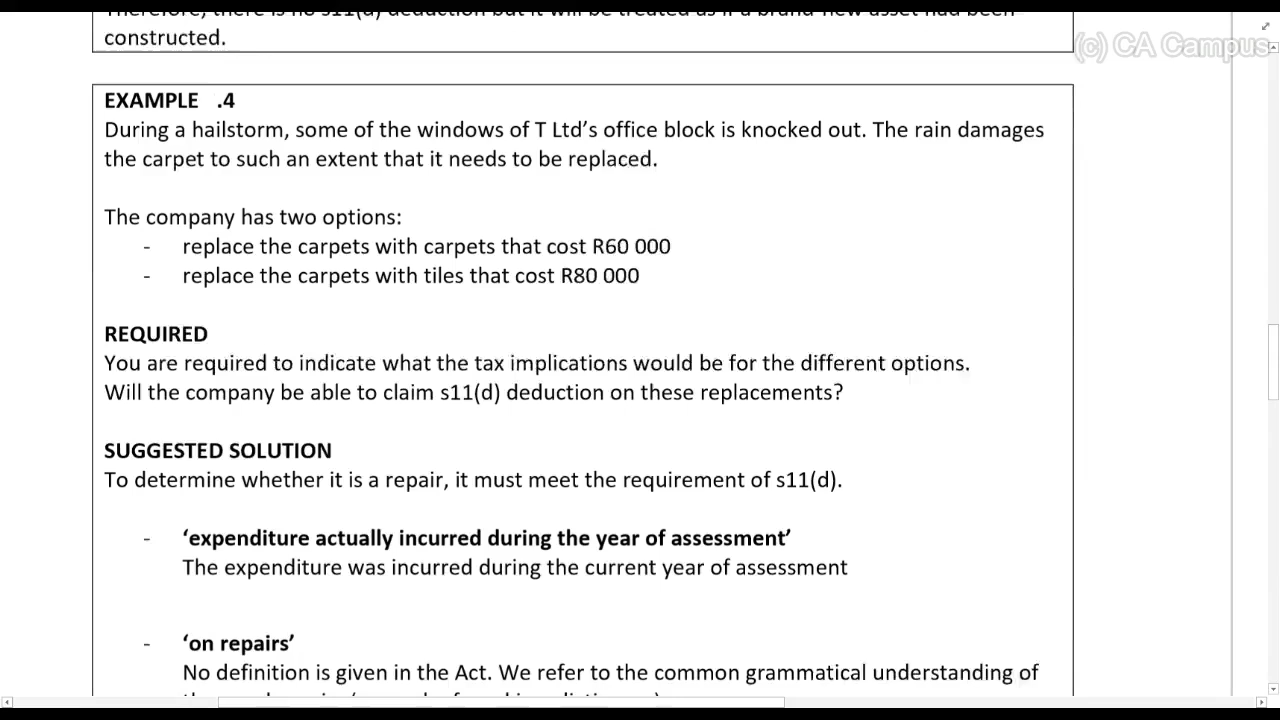 constructed.
(c) CA Campus
EXAMPLE .4
During a hailstorm, some of the windows of T Ltd's office block is knocked out. The rain damages
the carpet to such an extent that it needs to be replaced.
The company has two options:
- replace the carpets with carpets that cost R60 000
- replace the carpets with tiles that cost R80 000
REQUIRED
You are required to indicate what the tax implications would be for the different options.
Will the company be able to claim s11(d) deduction on these replacements?
SUGGESTED SOLUTION
To determine whether it is a repair, it must meet the requirement of s11(d).
- ‘expenditure actually incurred during the year of assessment’
The expenditure was incurred during the current year of assessment
- ‘on repairs’
No definition is given in the Act. We refer to the common grammatical understanding of